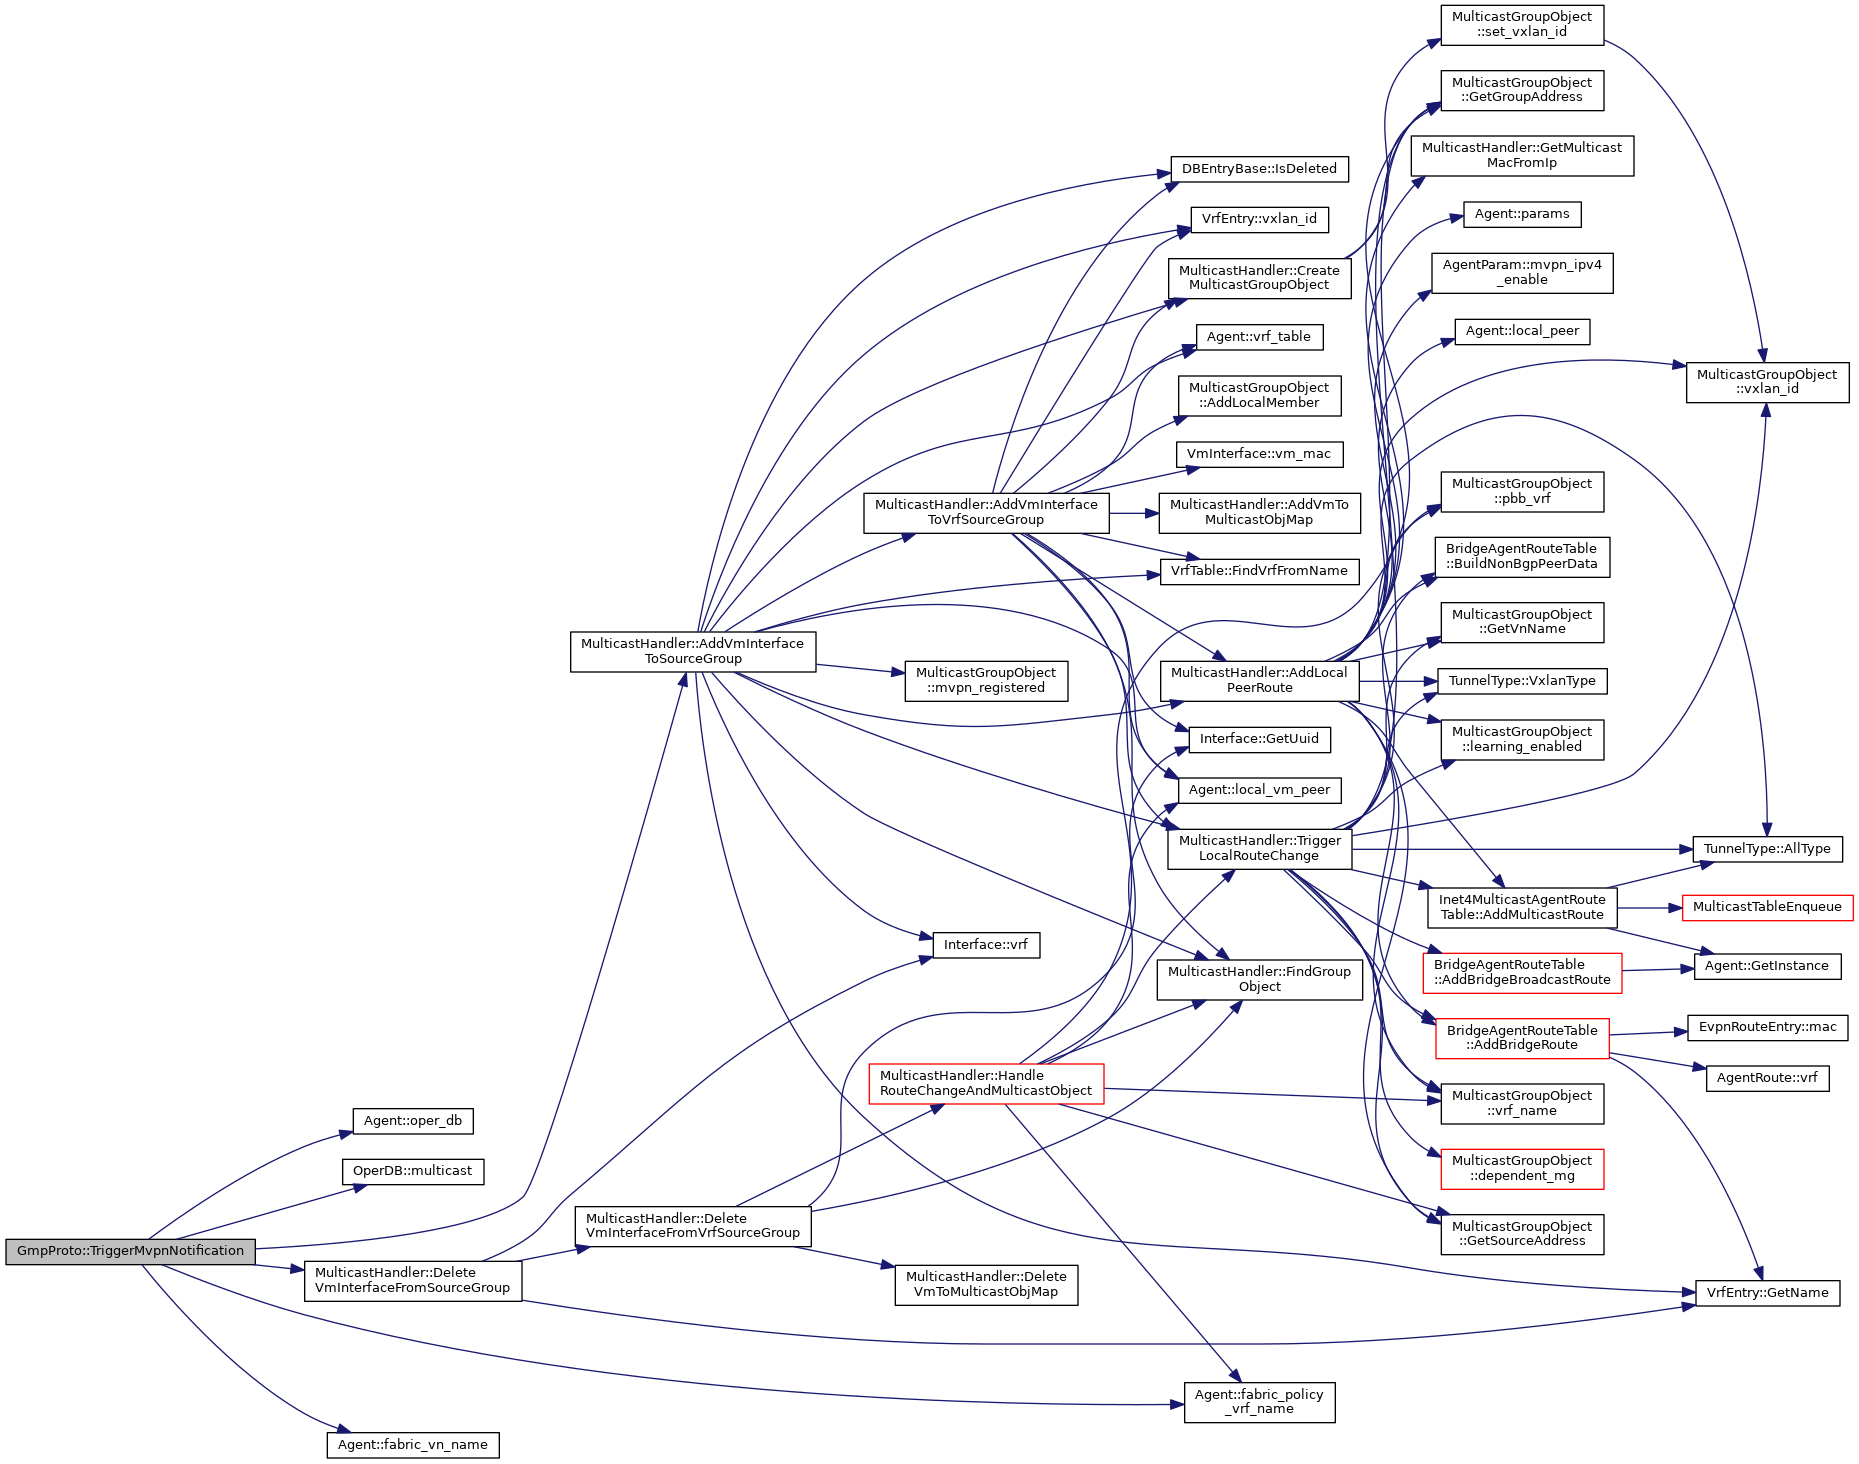 GmpProto::TriggerMvpnNotification
Agent::oper_db
OperDB::multicast
MulticastHandler::Delete
VmInterfaceFromSourceGroup
Agent::fabric_vn_name
MulticastHandler::AddVmInterface
ToSourceGroup
MulticastHandler::Delete
VmInterfaceFromVrfSourceGroup
MulticastHandler::AddVmInterface
ToVrfSourceGroup
MulticastGroupObject
::mvpn_registered
Interface::vrf
MulticastHandler::Handle
RouteChangeAndMulticastObject
MulticastHandler::Delete
VmToMulticastObjMap
DBEntryBase::IsDeleted
VrfEntry::vxlan_id
MulticastHandler::Create
MulticastGroupObject
Agent::vrf_table
MulticastGroupObject
::AddLocalMember
VmInterface::vm_mac
MulticastHandler::AddVmTo
MulticastObjMap
VrfTable::FindVrfFromName
MulticastHandler::AddLocal
PeerRoute
Interface::GetUuid
Agent::local_vm_peer
MulticastHandler::Trigger
LocalRouteChange
MulticastHandler::FindGroup
Object
Agent::fabric_policy
_vrf_name
MulticastGroupObject
::set_vxlan_id
MulticastGroupObject
::GetGroupAddress
MulticastHandler::GetMulticast
MacFromIp
Agent::params
AgentParam::mvpn_ipv4
_enable
Agent::local_peer
MulticastGroupObject
::pbb_vrf
BridgeAgentRouteTable
::BuildNonBgpPeerData
MulticastGroupObject
::GetVnName
TunnelType::VxlanType
MulticastGroupObject
::learning_enabled
Inet4MulticastAgentRoute
Table::AddMulticastRoute
BridgeAgentRouteTable
::AddBridgeBroadcastRoute
BridgeAgentRouteTable
::AddBridgeRoute
MulticastGroupObject
::vrf_name
MulticastGroupObject
::dependent_mg
MulticastGroupObject
::GetSourceAddress
MulticastGroupObject
::vxlan_id
TunnelType::AllType
MulticastTableEnqueue
Agent::GetInstance
EvpnRouteEntry::mac
AgentRoute::vrf
VrfEntry::GetName